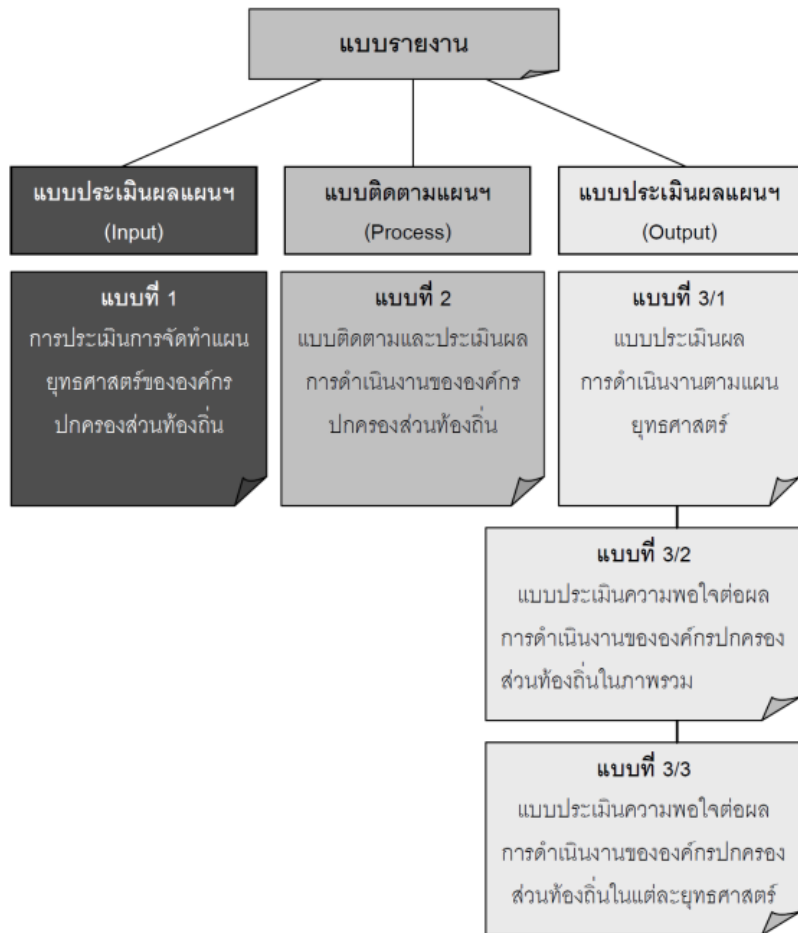 แบบรายงาน
แบบประเมินผลแผนฯ
(Input)
แบบติดตามแผนฯ
(Process)
แบบประเมินผลแผนฯ
(Output)
แบบที่ 1
การประเมินการจัดทำแผน
ยุทธศาสตร์ขององค์กร
ปกครองส่วนท้องถิ่น
แบบที่ 2
แบบติดตามและประเมินผล
การดำเนินงานขององค์กร
ปกครองส่วนท้องถิ่น
แบบที่ 3/1
แบบประเมินผล
การดำเนินงานตามแผน
ยุทธศาสตร์
แบบที่ 3/2
แบบประเมินความพอใจต่อผล
การดำเนินงานขององค์กรปกครอง
ส่วนท้องถิ่นในภาพรวม
แบบที่ 3/3
แบบประเมินความพอใจต่อผล
การดำเนินงานขององค์กรปกครอง
ส่วนท้องถิ่นในแต่ละยุทธศาสตร์